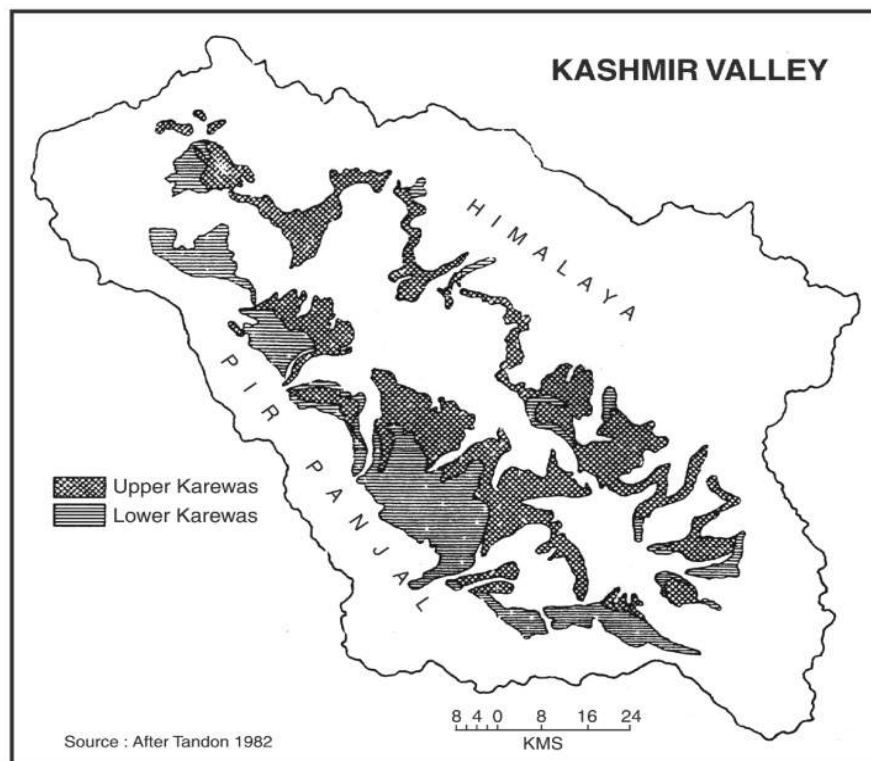 KASHMIR VALLEY
HIMALAYA
PIR PANJAL
Upper Karewas
Lower Karewas
8 4 0 8 16 24
KMS
Source : After Tandon 1982